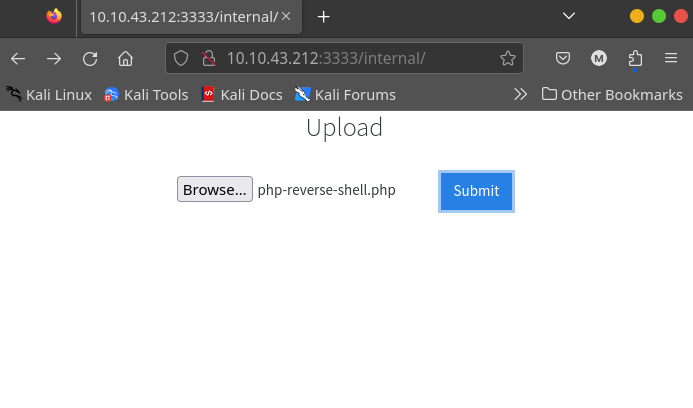 10.10.43.212:3333/internal/
10.10.43.212:3333/internal/
M
Kali Linux Kali Tools Kali Docs Kali Forums Other Bookmarks
Upload
Browse... php-reverse-shell.php Submit